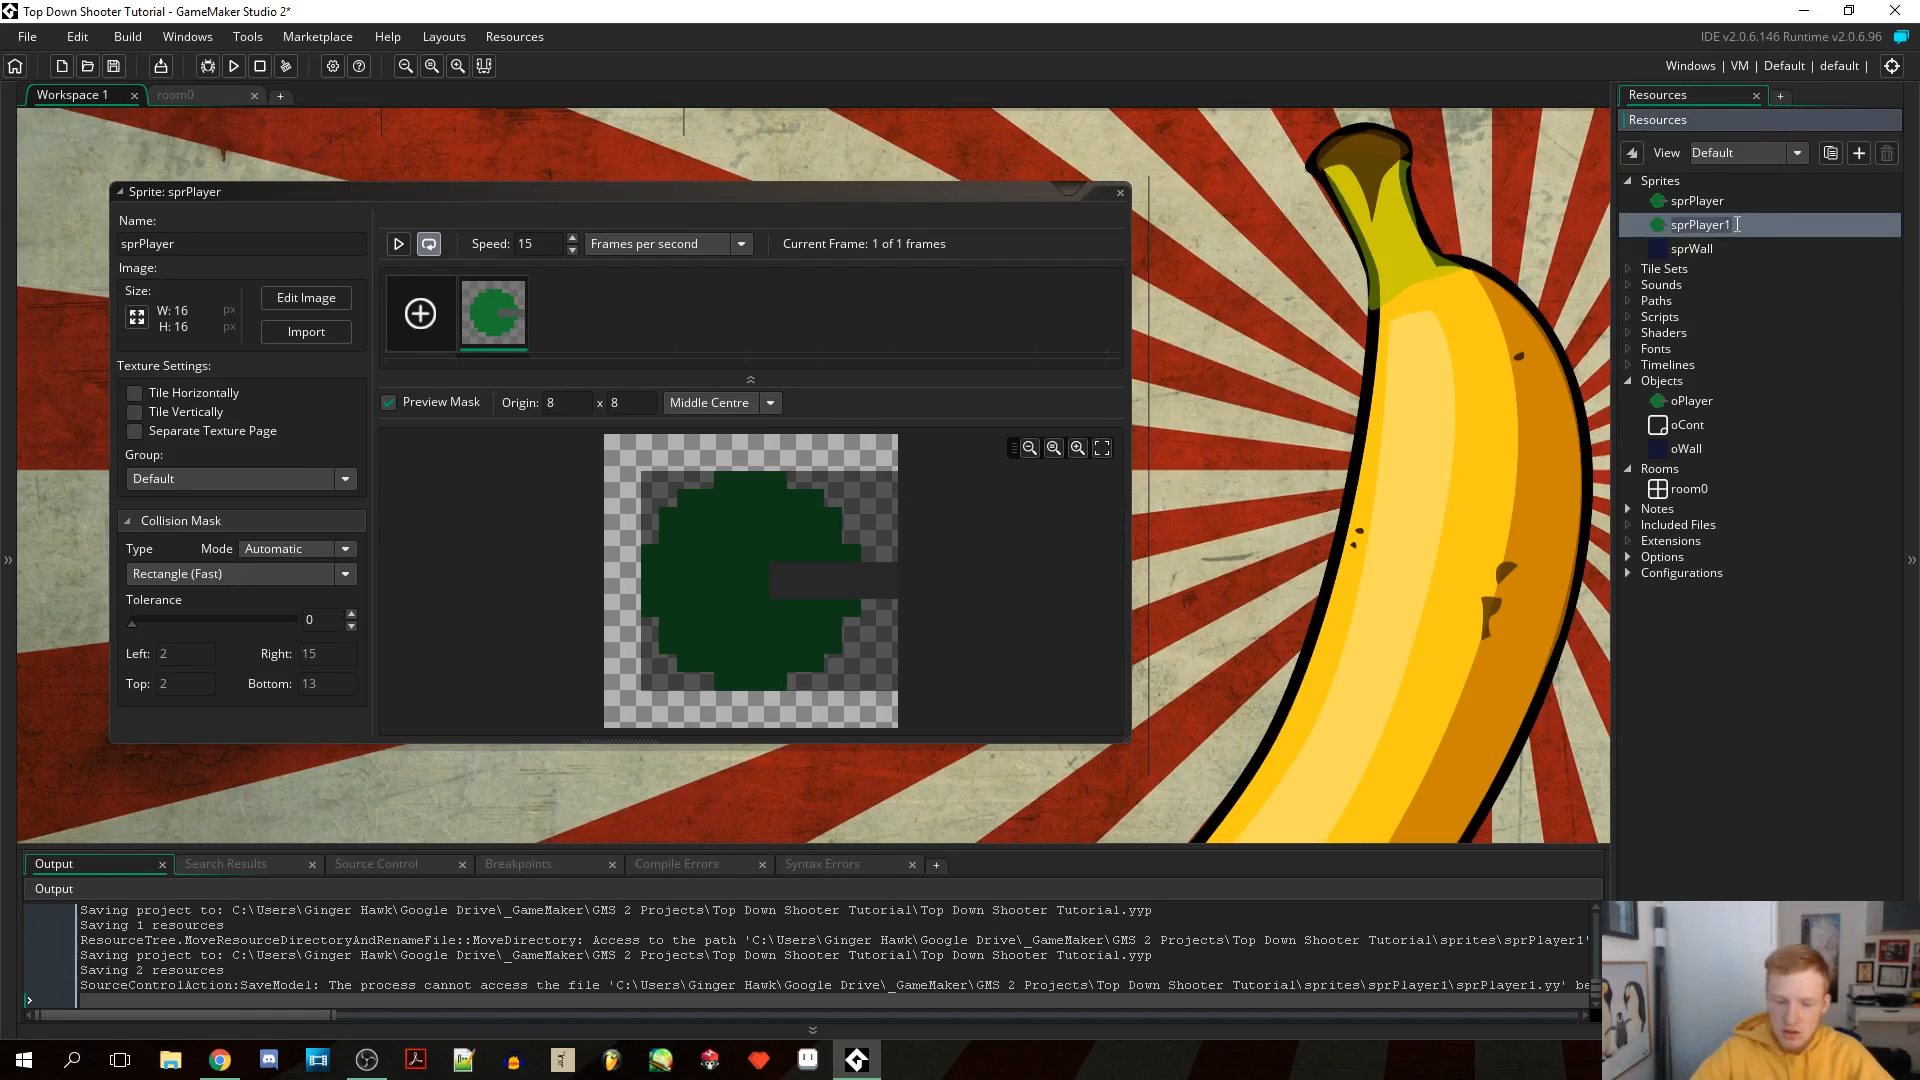 Top Down Shooter Tutorial - GameMaker Studio 2*
File Edit Build Windows Tools Marketplace Help Layouts Resources
IDE v2.0.6.146 Runtime v2.0.6.96
Windows | VM | Default | default |
Workspace 1
room0
Resources
Resources
View Default
Sprites
sprPlayer
sprPlayer1
sprWall
Tile Sets
Sounds
Paths
Scripts
Shaders
Fonts
Timelines
Objects
oPlayer
oCont
oWall
Rooms
room0
Notes
Included Files
Extensions
Options
Configurations
Sprite: sprPlayer
Name:
sprPlayer
Image:
Size:
W: 16 px
H: 16 px
Edit Image
Import
Texture Settings:
Tile Horizontally
Tile Vertically
Separate Texture Page
Group:
Default
Collision Mask
Type Mode Automatic
Rectangle (Fast)
Tolerance
0
Left: 2 Right: 15
Top: 2 Bottom: 13
Speed: 15 Frames per second Current Frame: 1 of 1 frames
Preview Mask Origin: 8 x 8 Middle Centre
Output Search Results Source Control Breakpoints Compile Errors Syntax Errors
Output
Saving project to: C:\Users\Ginger Hawk\Google Drive\_GameMaker\GMS 2 Projects\Top Down Shooter Tutorial\Top Down Shooter Tutorial.yyp
Saving 1 resources
ResourceTree.MoveResourceDirectoryAndRenameFile::MoveDirectory: Access to the path 'C:\Users\Ginger Hawk\Google Drive\_GameMaker\GMS 2 Projects\Top Down Shooter Tutorial\sprites\sprPlayer1'
Saving project to: C:\Users\Ginger Hawk\Google Drive\_GameMaker\GMS 2 Projects\Top Down Shooter Tutorial\Top Down Shooter Tutorial.yyp
Saving 2 resources
SourceControlAction:SaveModel: The process cannot access the file 'C:\Users\Ginger Hawk\Google Drive\_GameMaker\GMS 2 Projects\Top Down Shooter Tutorial\sprites\sprPlayer1\sprPlayer1.yy' be